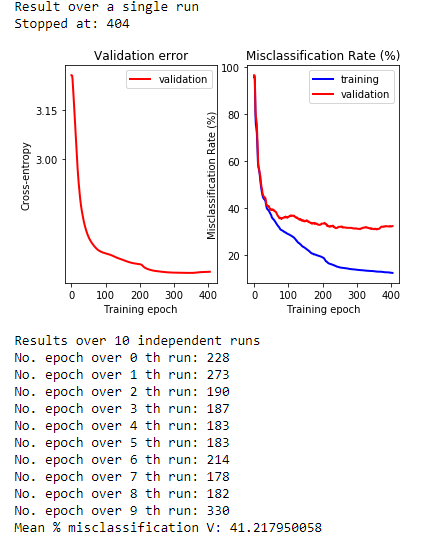 Result over a single run
Stopped at: 404
Validation error
validation
3.15
3.00
Cross-entropy
0 100 200 300 400
Training epoch
Misclassification Rate (%)
training
validation
100
80
60
40
20
Misclassification Rate (%)
0 100 200 300 400
Training epoch
Results over 10 independent runs
No. epoch over 0 th run: 228
No. epoch over 1 th run: 273
No. epoch over 2 th run: 190
No. epoch over 3 th run: 187
No. epoch over 4 th run: 183
No. epoch over 5 th run: 183
No. epoch over 6 th run: 214
No. epoch over 7 th run: 178
No. epoch over 8 th run: 182
No. epoch over 9 th run: 330
Mean % misclassification V: 41.217950058